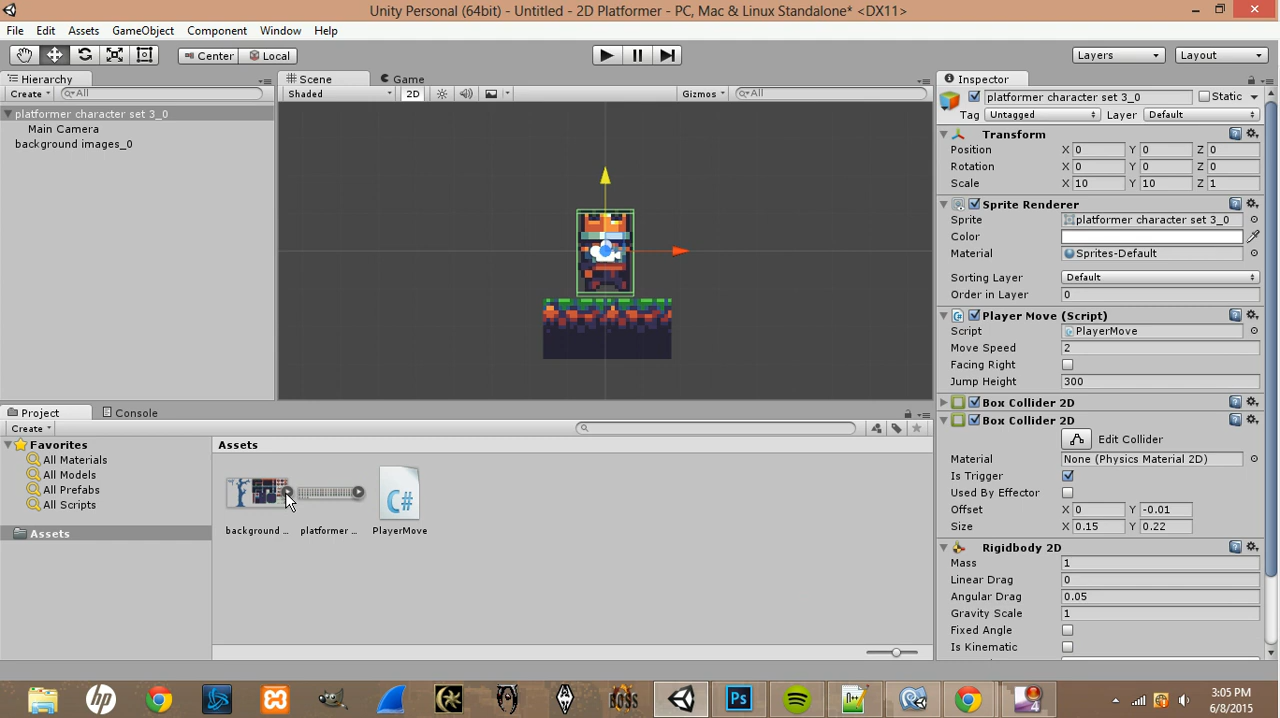 Unity Personal (64bit) - Untitled - 2D Platformer - PC, Mac & Linux Standalone* <DX11>
File Edit Assets GameObject Component Window Help
Center Local Layers Layout
Hierarchy
Create All
platformer character set 3_0
Main Camera
background images_0
Scene Game
Shaded 2D Gizmos All
Inspector
platformer character set 3_0 Static
Tag Untagged Layer Default
Transform
Position X 0 Y 0 Z 0
Rotation X 0 Y 0 Z 0
Scale X 10 Y 10 Z 1
Sprite Renderer
Sprite platformer character set 3_0
Color
Material Sprites-Default
Sorting Layer Default
Order in Layer 0
Player Move (Script)
Script PlayerMove
Move Speed 2
Facing Right
Jump Height 300
Box Collider 2D
Box Collider 2D
Edit Collider
Material None (Physics Material 2D)
Is Trigger
Used By Effector
Offset X 0 Y -0.01
Size X 0.15 Y 0.22
Rigidbody 2D
Mass 1
Linear Drag 0
Angular Drag 0.05
Gravity Scale 1
Fixed Angle
Is Kinematic
Project Console
Create
Favorites
All Materials
All Models
All Prefabs
All Scripts
Assets
Assets
C#
background ... platformer ... PlayerMove
hp BOSS Ps 4
3:05 PM
6/8/2015